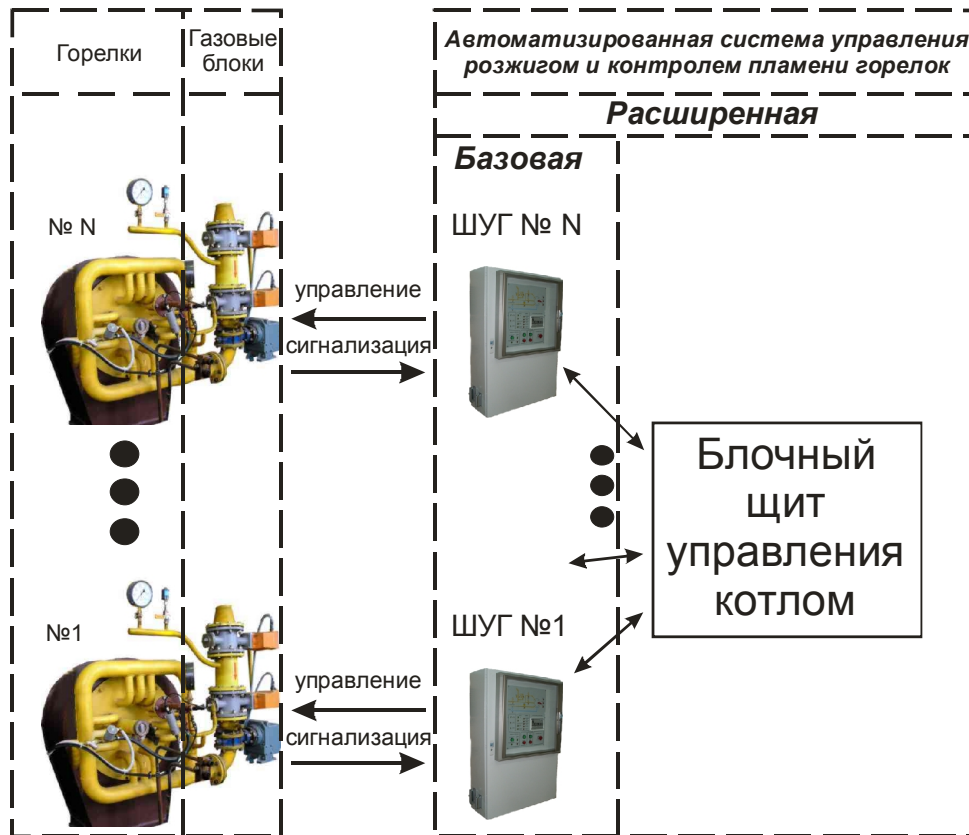 Горелки
Газовые
блоки
Автоматизированная система управления
розжигом и контролем пламени горелок
Расширенная
Базовая
№ N
ШУГ № N
управление
сигнализация
Блочный
щит
управления
котлом
№1
ШУГ №1
управление
сигнализация